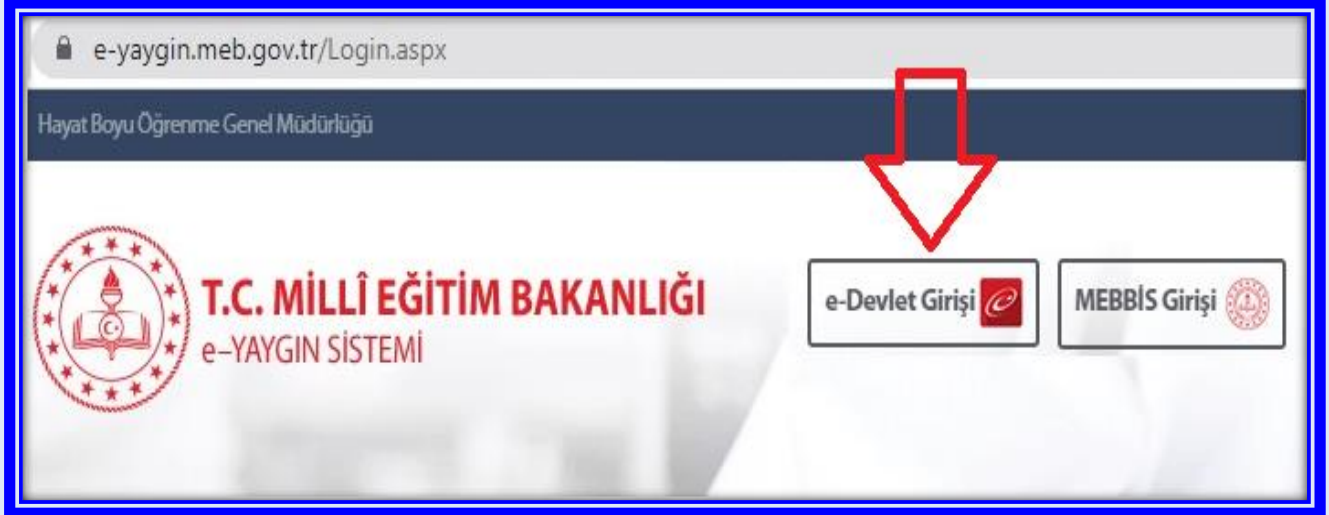 e-yaygin.meb.gov.tr/Login.aspx
Hayat Boyu Öğrenme Genel Müdürlüğü
T.C. MİLLÎ EĞİTİM BAKANLIĞI
e-YAYGIN SİSTEMİ
e-Devlet Girişi
MEBBİS Girişi